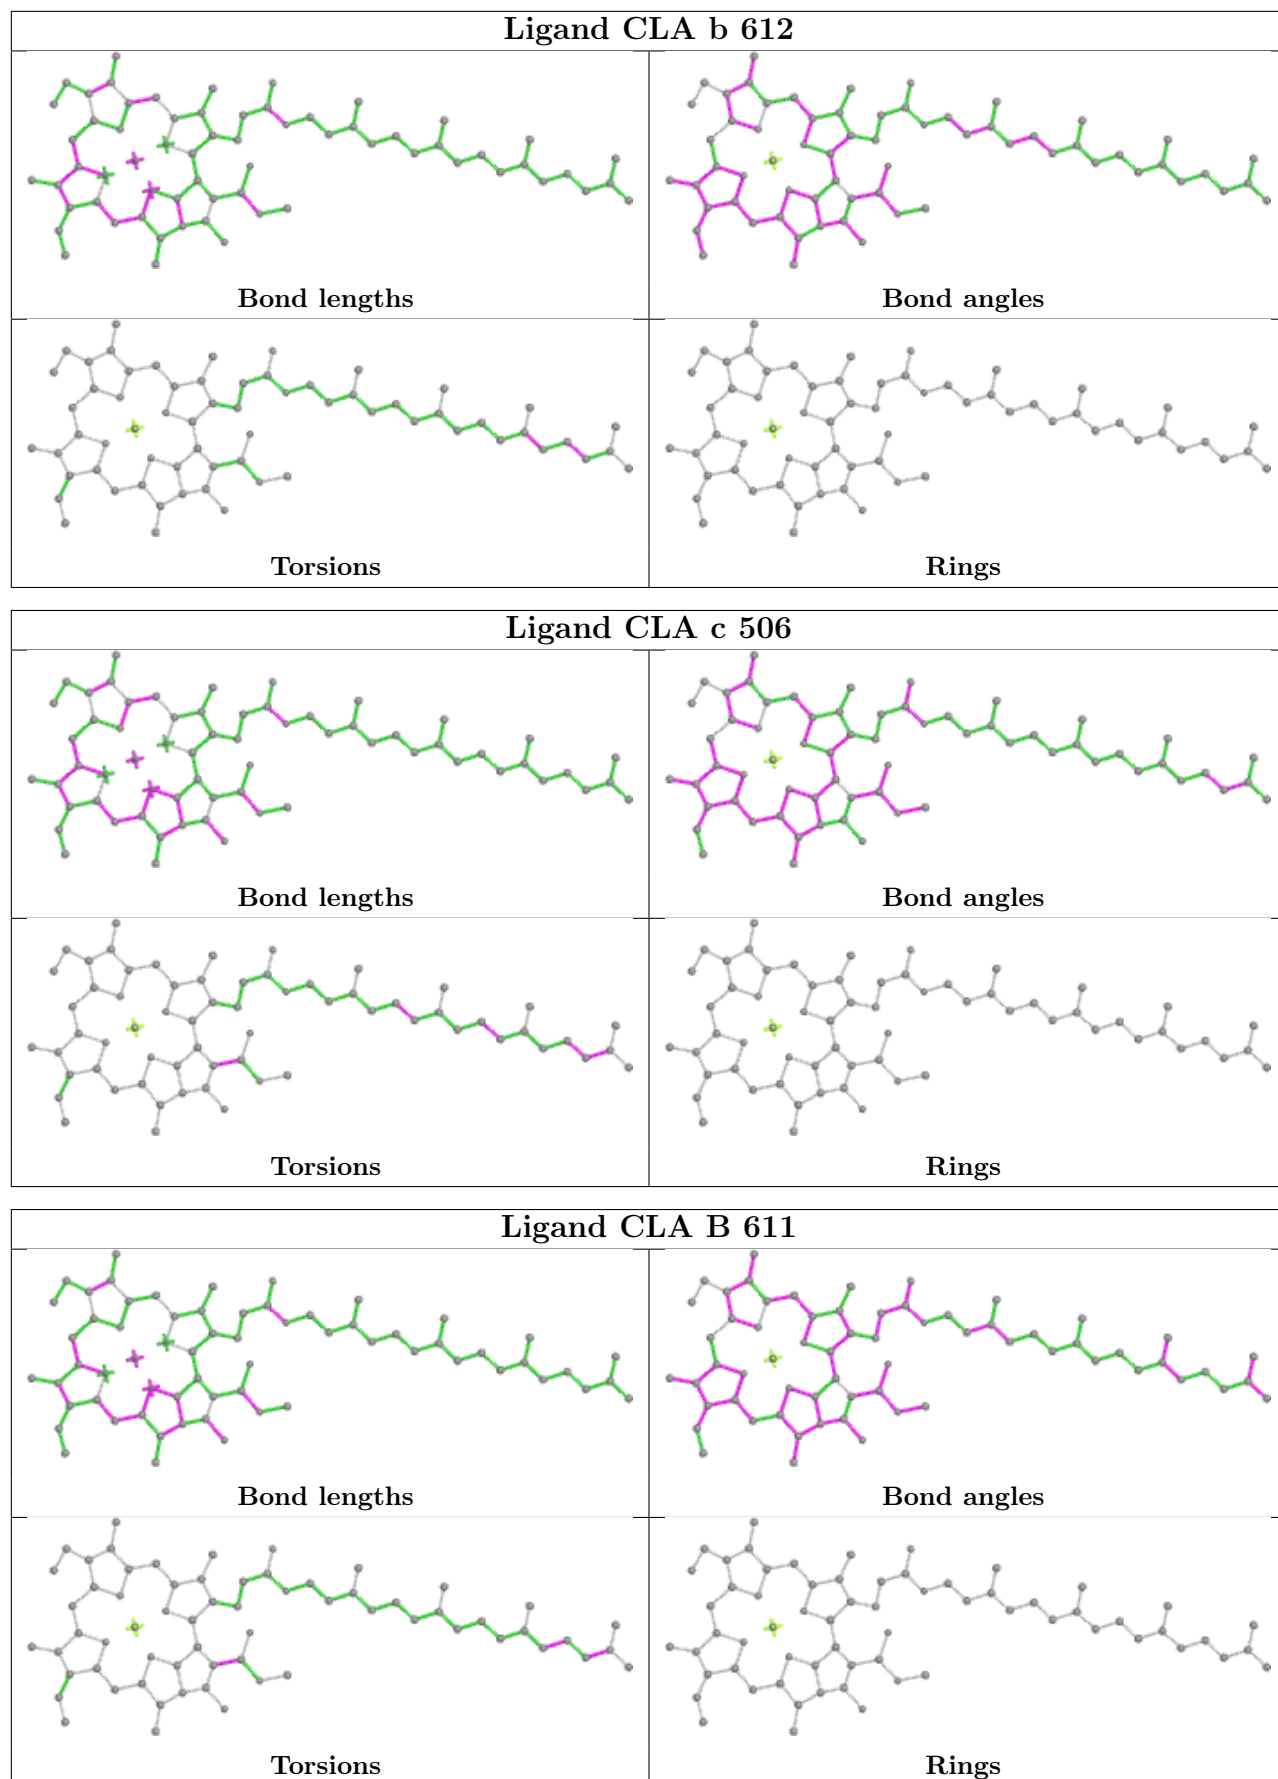 Ligand CLA b 612
Bond lengths
Bond angles
Torsions
Rings
Ligand CLA c 506
Bond lengths
Bond angles
Torsions
Rings
Ligand CLA B 611
Bond lengths
Bond angles
Torsions
Rings